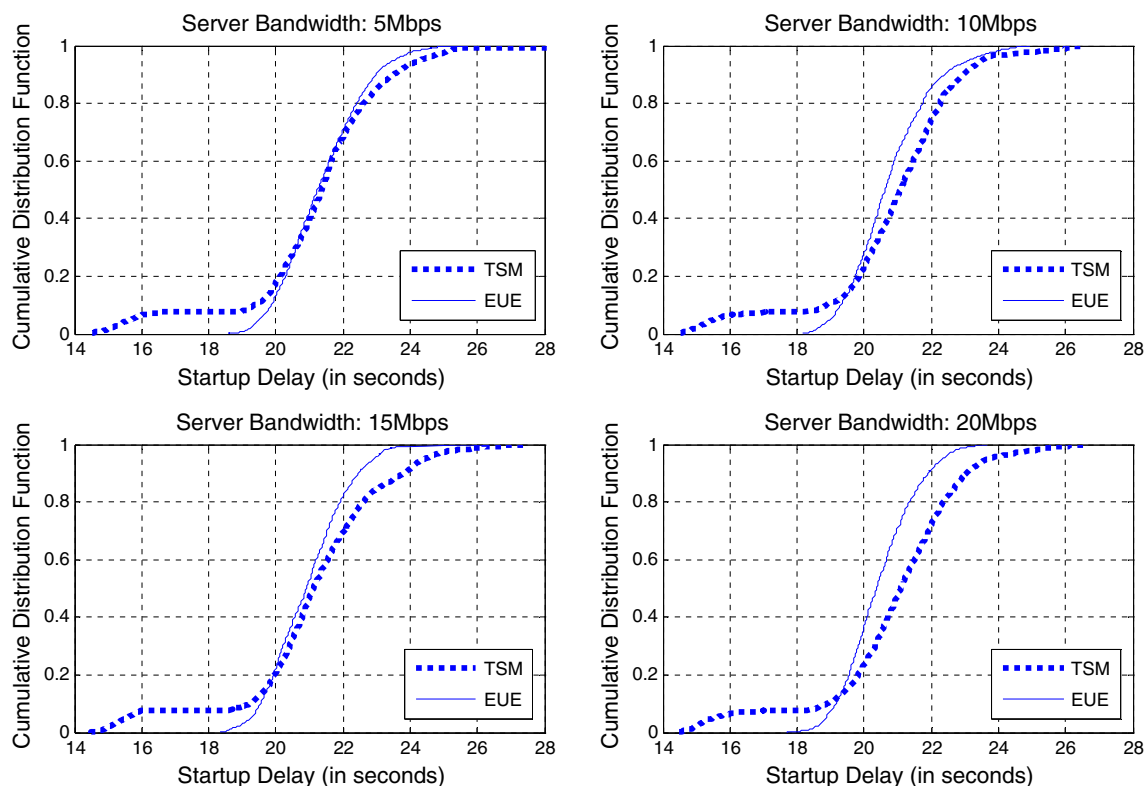 Server Bandwidth: 5Mbps
Cumulative Distribution Function
1
0.8
0.6
0.4
0.2
0
TSM
EUE
14 16 18 20 22 24 26 28
Startup Delay (in seconds)
Server Bandwidth: 10Mbps
Cumulative Distribution Function
1
0.8
0.6
0.4
0.2
0
TSM
EUE
14 16 18 20 22 24 26 28
Startup Delay (in seconds)
Server Bandwidth: 15Mbps
Cumulative Distribution Function
1
0.8
0.6
0.4
0.2
0
TSM
EUE
14 16 18 20 22 24 26 28
Startup Delay (in seconds)
Server Bandwidth: 20Mbps
Cumulative Distribution Function
1
0.8
0.6
0.4
0.2
0
TSM
EUE
14 16 18 20 22 24 26 28
Startup Delay (in seconds)